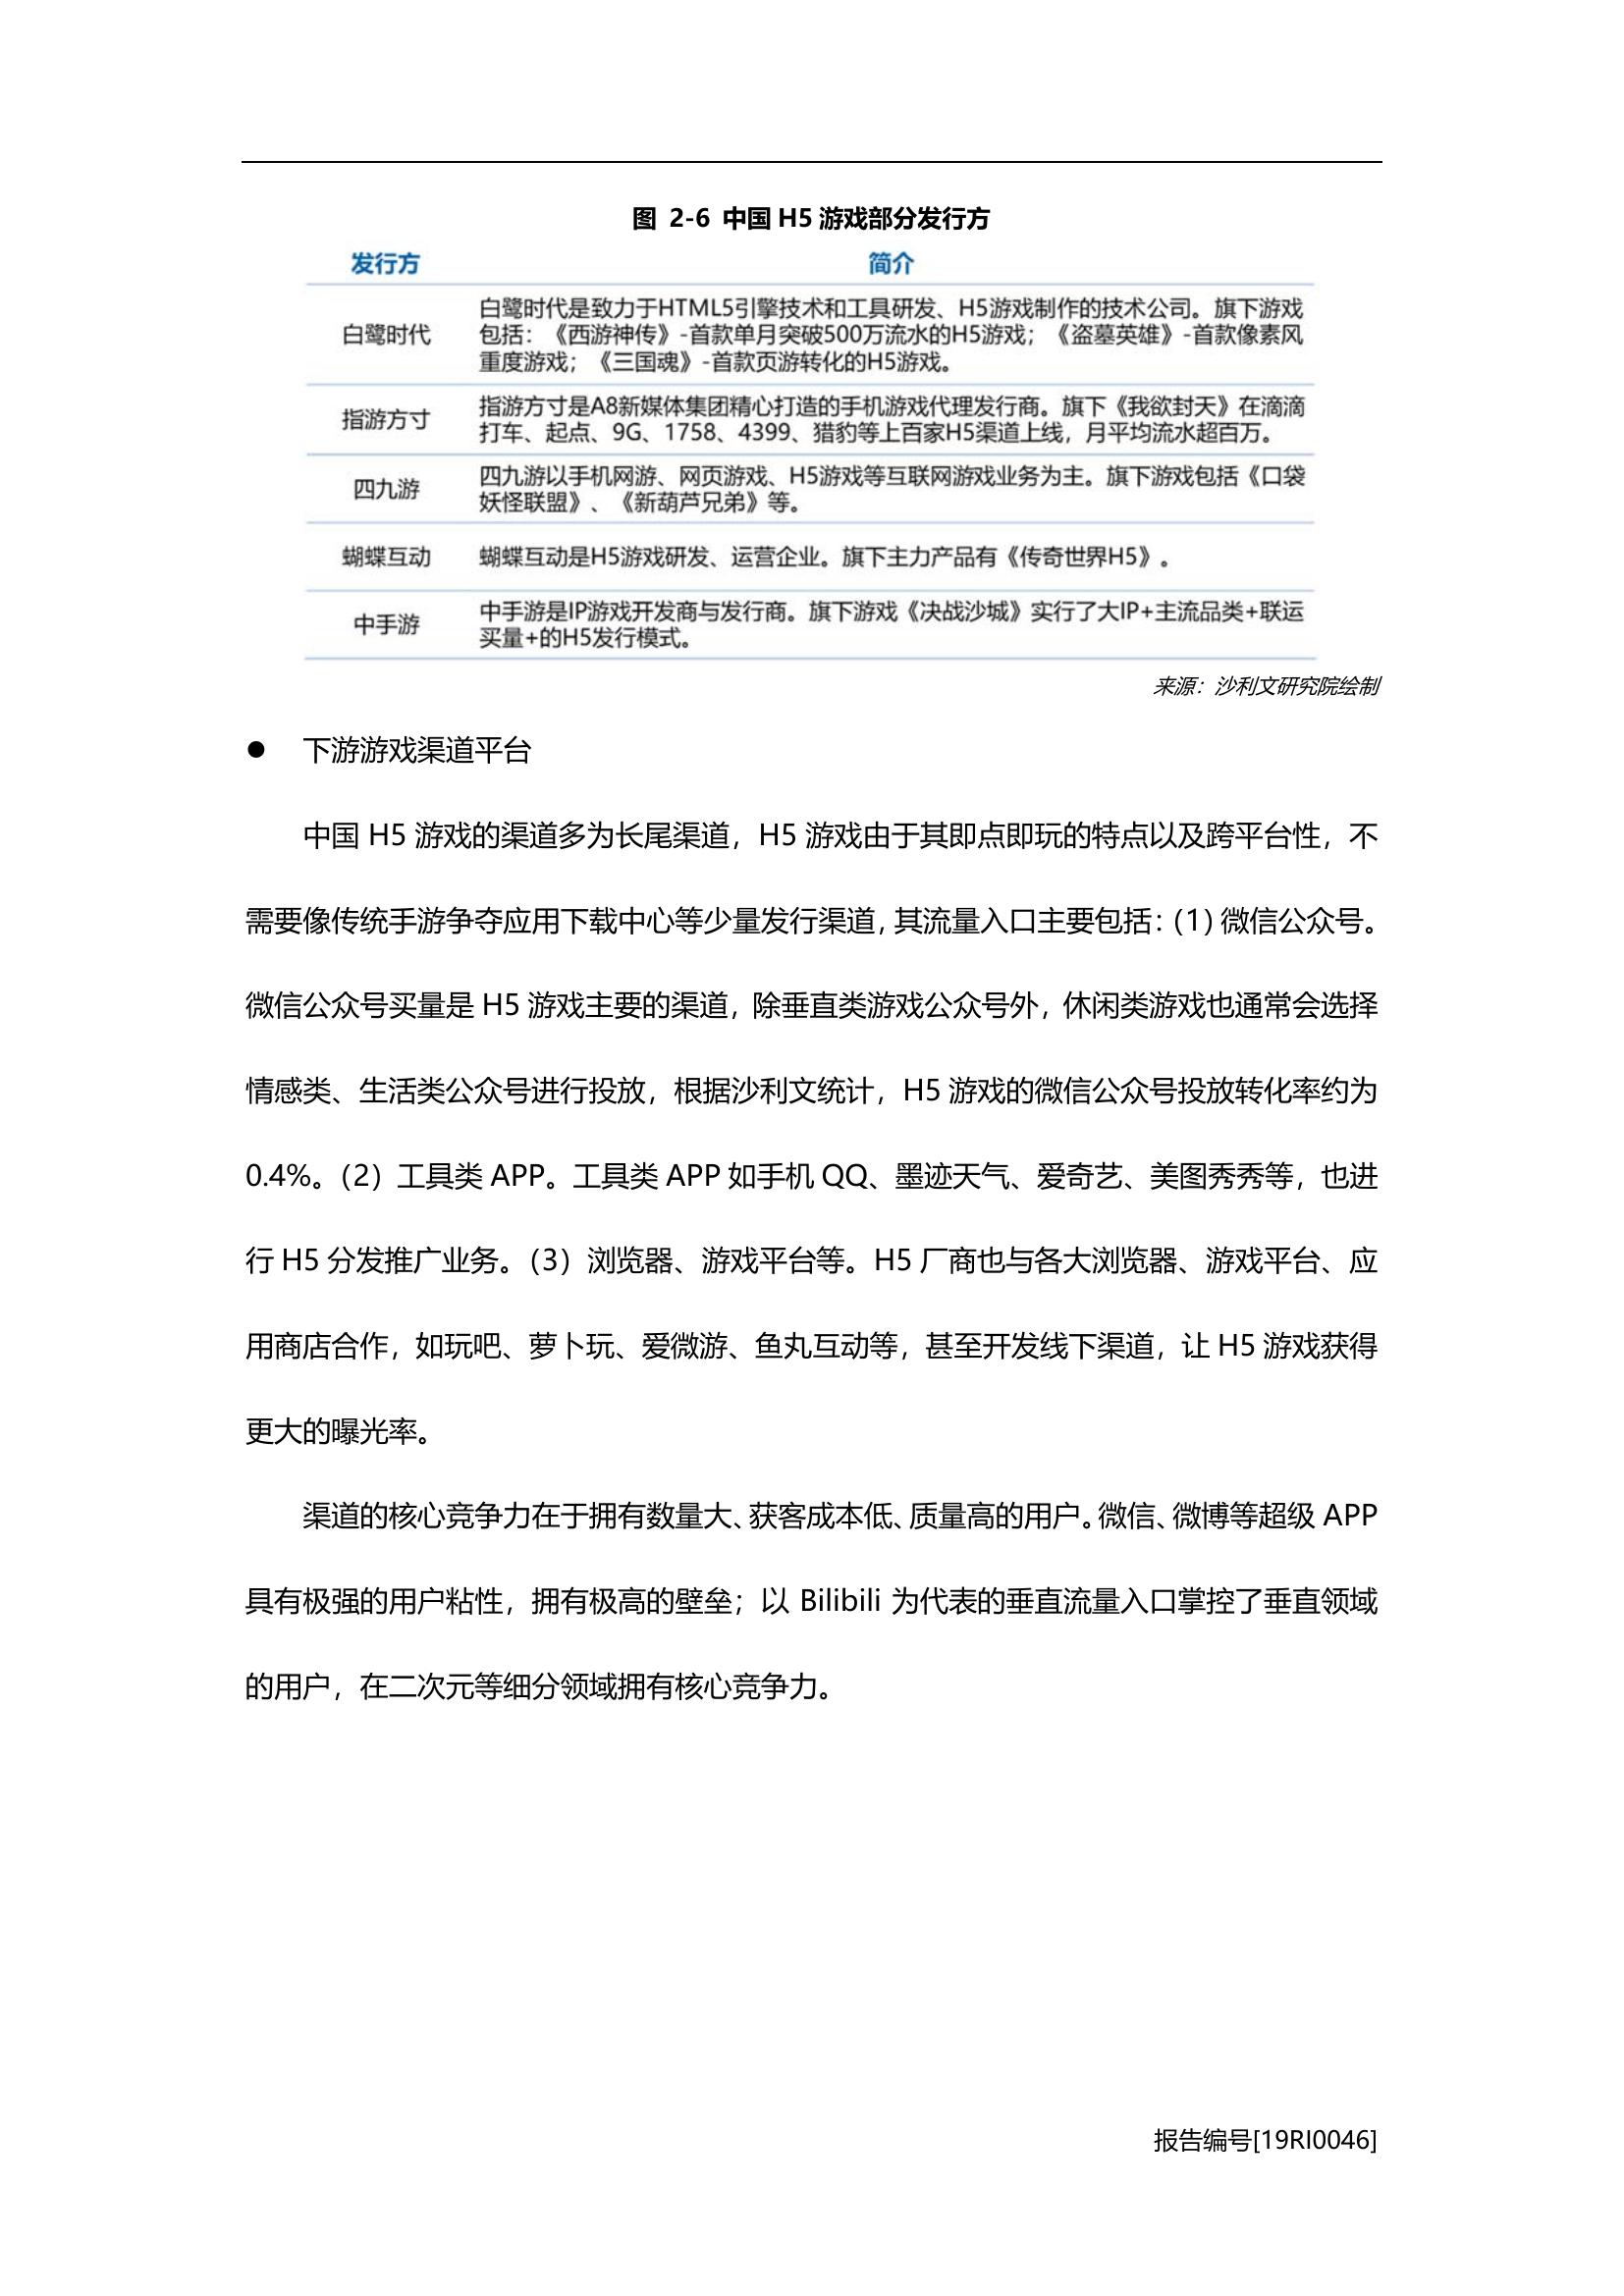 图 2-6 中国 H5 游戏部分发行方
发行方 简介
白鹭时代 白鹭时代是致力于HTML5引擎技术和工具研发、H5游戏制作的技术公司。旗下游戏
包括：《西游神传》-首款单月突破500万流水的H5游戏；《盗墓英雄》-首款像素风
重度游戏；《三国魂》-首款页游转化的H5游戏。
指游方寸 指游方寸是A8新媒体集团精心打造的手机游戏代理发行商。旗下《我欲封天》在滴滴
打车、起点、9G、1758、4399、猎豹等上百家H5渠道上线，月平均流水超百万。
四九游 四九游以手机网游、网页游戏、H5游戏等互联网游戏业务为主。旗下游戏包括《口袋
妖怪联盟》、《新葫芦兄弟》等。
蝴蝶互动 蝴蝶互动是H5游戏研发、运营企业。旗下主力产品有《传奇世界H5》。
中手游 中手游是IP游戏开发商与发行商。旗下游戏《决战沙城》实行了大IP+主流品类+联运
买量+的H5发行模式。
来源：沙利文研究院绘制
● 下游游戏渠道平台
中国 H5 游戏的渠道多为长尾渠道，H5 游戏由于其即点即玩的特点以及跨平台性，不
需要像传统手游争夺应用下载中心等少量发行渠道，其流量入口主要包括：（1）微信公众号。
微信公众号买量是 H5 游戏主要的渠道，除垂直类游戏公众号外，休闲类游戏也通常会选择
情感类、生活类公众号进行投放，根据沙利文统计，H5 游戏的微信公众号投放转化率约为
0.4%。（2）工具类 APP。工具类 APP 如手机 QQ、墨迹天气、爱奇艺、美图秀秀等，也进
行 H5 分发推广业务。（3）浏览器、游戏平台等。H5 厂商也与各大浏览器、游戏平台、应
用商店合作，如玩吧、萝卜玩、爱微游、鱼丸互动等，甚至开发线下渠道，让 H5 游戏获得
更大的曝光率。
渠道的核心竞争力在于拥有数量大、获客成本低、质量高的用户。微信、微博等超级 APP
具有极强的用户粘性，拥有极高的壁垒；以 Bilibili 为代表的垂直流量入口掌控了垂直领域
的用户，在二次元等细分领域拥有核心竞争力。
报告编号[19RI0046]